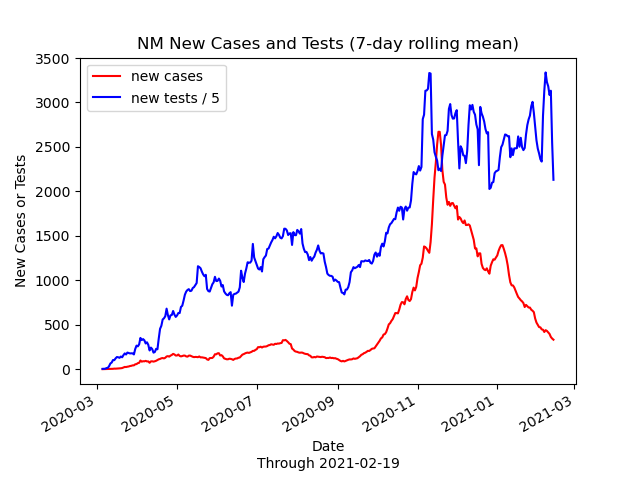 NM New Cases and Tests (7-day rolling mean)
new cases
new tests / 5
New Cases or Tests
3500
3000
2500
2000
1500
1000
500
0
2020-03
2020-05
2020-07
2020-09
2020-11
2021-01
2021-03
Date
Through 2021-02-19